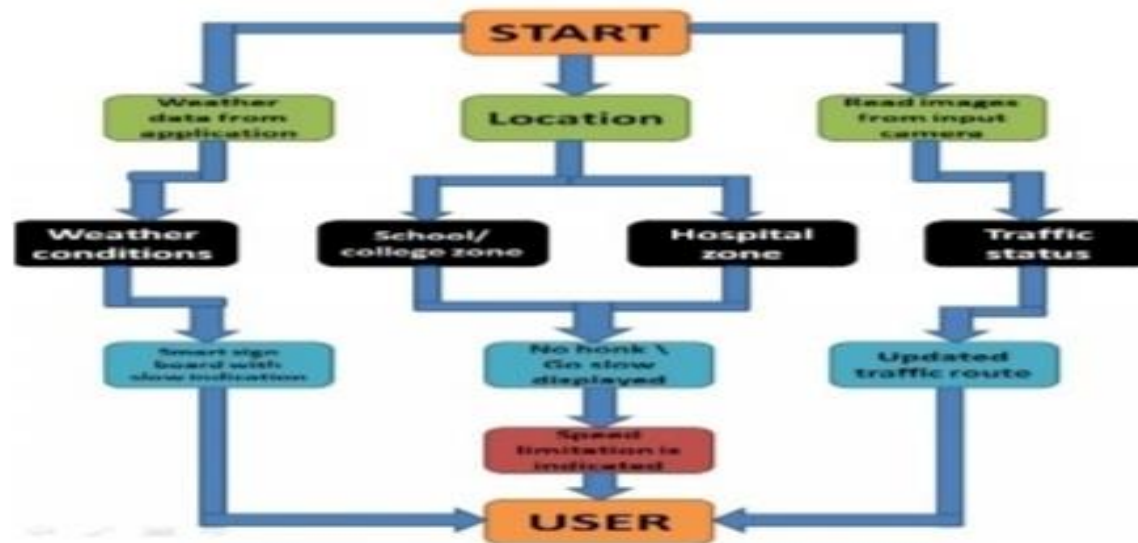 START
Weather
data from
application
Location
Read images
from input
camera
Weather
conditions
School/
college zone
Hospital
zone
Traffic
status
Smart sign
board with
slow indication
No honk \
Go slow
displayed
Updated
traffic route
Speed
limitation is
indicated
USER